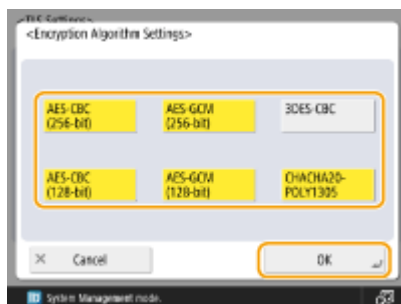 <TLS Settings>
<Encryption Algorithm Settings>
AES-CBC
(256-bit)
AES-GCM
(256-bit)
3DES-CBC
AES-CBC
(128-bit)
AES-GCM
(128-bit)
CHACHA20-
POLY1305
× Cancel
OK
System Management mode.